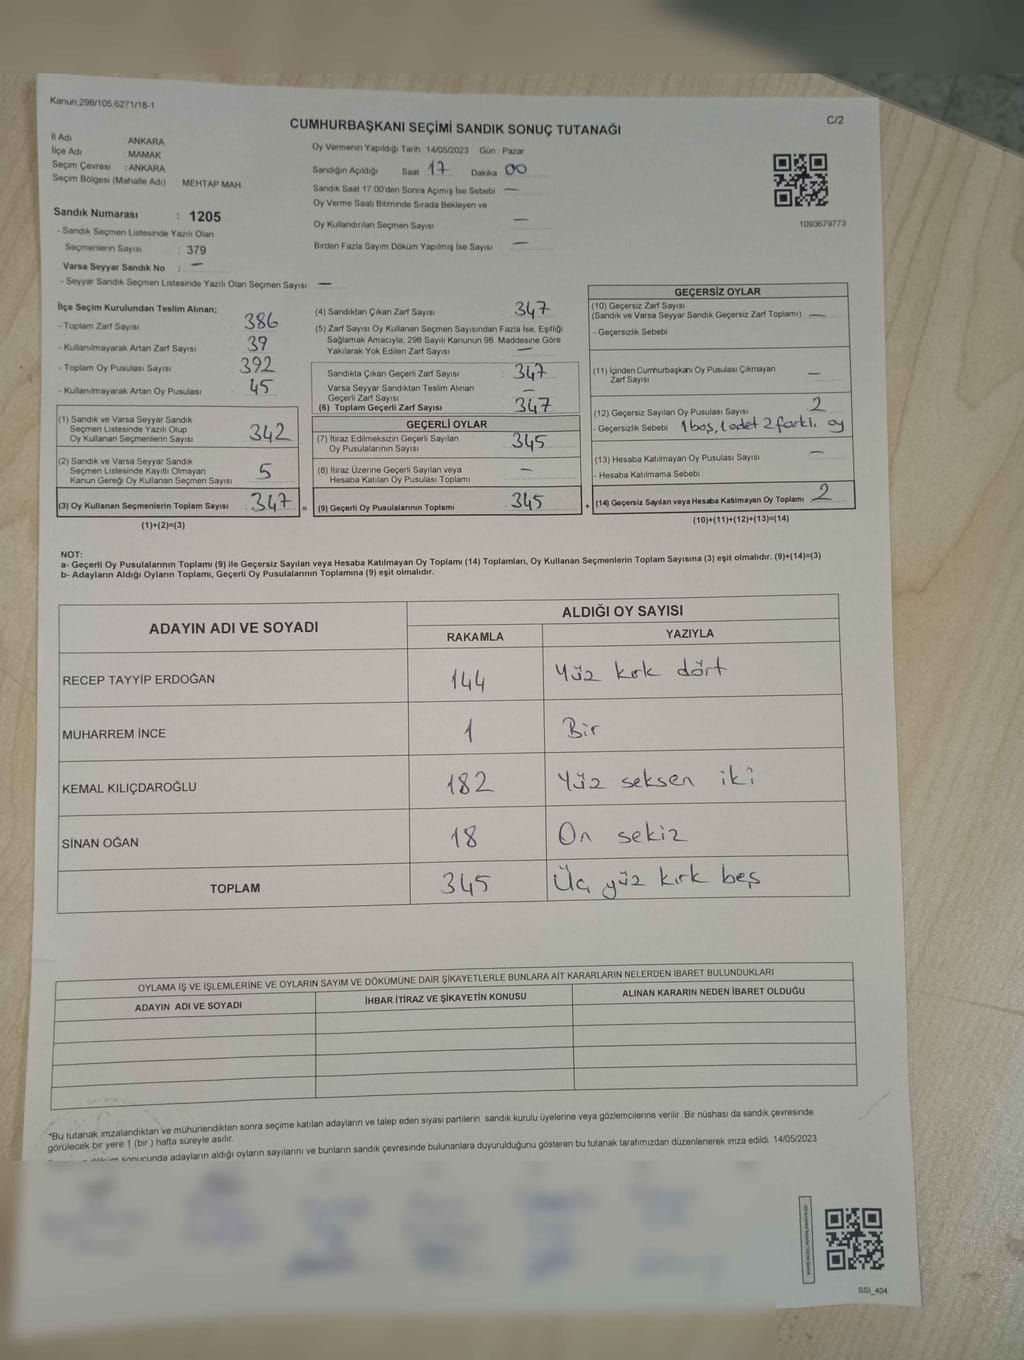 Kanun:298/105,6271/18-1
C/2
CUMHURBAŞKANI SEÇİMİ SANDIK SONUÇ TUTANAĞI
İl Adı ANKARA
İlçe Adı MAMAK
Seçim Çevresi : ANKARA
Seçim Bölgesi (Mahalle Adı) : MEHTAP MAH
Sandık Numarası : 1205
- Sandık Seçmen Listesinde Yazılı Olan
Seçmenlerin Sayısı : 379
Varsa Seyyar Sandık No : —
- Seyyar Sandık Seçmen Listesinde Yazılı Olan Seçmen Sayısı: —
Oy Vermenin Yapıldığı Tarih : 14/05/2023 Gün : Pazar
Sandığın Açıldığı Saat : 17 Dakika : 00
Sandık Saat 17.00'den Sonra Açımış İse Sebebi : —
Oy Verme Saati Bitiminde Sırada Bekleyen ve
Oy Kullandırılan Seçmen Sayısı : —
Birden Fazla Sayım Döküm Yapılmış İse Sayısı : —
1093679773
İlçe Seçim Kurulundan Teslim Alınan;
- Toplam Zarf Sayısı : 386
- Kullanılmayarak Artan Zarf Sayısı : 39
- Toplam Oy Pusulası Sayısı : 392
- Kullanılmayarak Artan Oy Pusulası : 45
(1) Sandık ve Varsa Seyyar Sandık
Seçmen Listesinde Yazılı Olup
Oy Kullanan Seçmenlerin Sayısı : 342
(2) Sandık ve Varsa Seyyar Sandık
Seçmen Listesinde Kayıtlı Olmayan
Kanun Gereği Oy Kullanan Seçmen Sayısı : 5
(3) Oy Kullanan Seçmenlerin Toplam Sayısı : 347
(1)+(2)=(3)
(4) Sandıktan Çıkan Zarf Sayısı : 347
(5) Zarf Sayısı Oy Kullanan Seçmen Sayısından Fazla İse, Eşitliği
Sağlamak Amacıyla, 298 Sayılı Kanunun 98. Maddesine Göre
Yakılarak Yok Edilen Zarf Sayısı : —
Sandıkta Çıkan Geçerli Zarf Sayısı : 347
Varsa Seyyar Sandıktan Teslim Alınan
Geçerli Zarf Sayısı : —
(6) Toplam Geçerli Zarf Sayısı : 347
GEÇERLİ OYLAR
(7) İtiraz Edilmeksizin Geçerli Sayılan
Oy Pusulalarının Sayısı : 345
(8) İtiraz Üzerine Geçerli Sayılan veya
Hesaba Katılan Oy Pusulası Toplamı : —
= (9) Geçerli Oy Pusulalarının Toplamı : 345
GEÇERSİZ OYLAR
(10) Geçersiz Zarf Sayısı
(Sandık ve Varsa Seyyar Sandık Geçersiz Zarf Toplamı) : —
- Geçersizlik Sebebi :
(11) İçinden Cumhurbaşkanı Oy Pusulası Çıkmayan
Zarf Sayısı : —
(12) Geçersiz Sayılan Oy Pusulası Sayısı : 2
- Geçersizlik Sebebi : 1 boş, 1 adet 2 farklı oy
(13) Hesaba Katılmayan Oy Pusulası Sayısı : —
- Hesaba Katılmama Sebebi :
+ (14) Geçersiz Sayılan veya Hesaba Katılmayan Oy Toplamı : 2
(10)+(11)+(12)+(13)=(14)
NOT:
a- Geçerli Oy Pusulalarının Toplamı (9) ile Geçersiz Sayılan veya Hesaba Katılmayan Oy Toplamı (14) Toplamları, Oy Kullanan Seçmenlerin Toplam Sayısına (3) eşit olmalıdır. (9)+(14)=(3)
b- Adayların Aldığı Oyların Toplamı, Geçerli Oy Pusulalarının Toplamına (9) eşit olmalıdır.
ADAYIN ADI VE SOYADI
ALDIĞI OY SAYISI
RAKAMLA YAZIYLA
RECEP TAYYİP ERDOĞAN 144 Yüz kırk dört
MUHARREM İNCE 1 Bir
KEMAL KILIÇDAROĞLU 182 Yüz seksen iki
SİNAN OĞAN 18 On sekiz
TOPLAM 345 Üç yüz kırk beş
OYLAMA İŞ VE İŞLEMLERİNE VE OYLARIN SAYIM VE DÖKÜMÜNE DAİR ŞİKAYETLERLE BUNLARA AİT KARARLARIN NELERDEN İBARET BULUNDUKLARI
ADAYIN ADI VE SOYADI İHBAR İTİRAZ VE ŞİKAYETİN KONUSU ALINAN KARARIN NEDEN İBARET OLDUĞU
*Bu tutanak imzalandıktan ve mühürlendikten sonra seçime katılan adayların ve talep eden siyasi partilerin sandık kurulu üyelerine veya gözlemcilerine verilir. Bir nüshası da sandık çevresinde
görülecek bir yere 1 (bir ) hafta süreyle asılır.
döküm sonucunda adayların aldığı oyların sayılarını ve bunların sandık çevresinde bulunanlara duyurulduğunu gösteren bu tutanak tarafımızdan düzenlenerek imza edildi. 14/05/2023
SSI_404